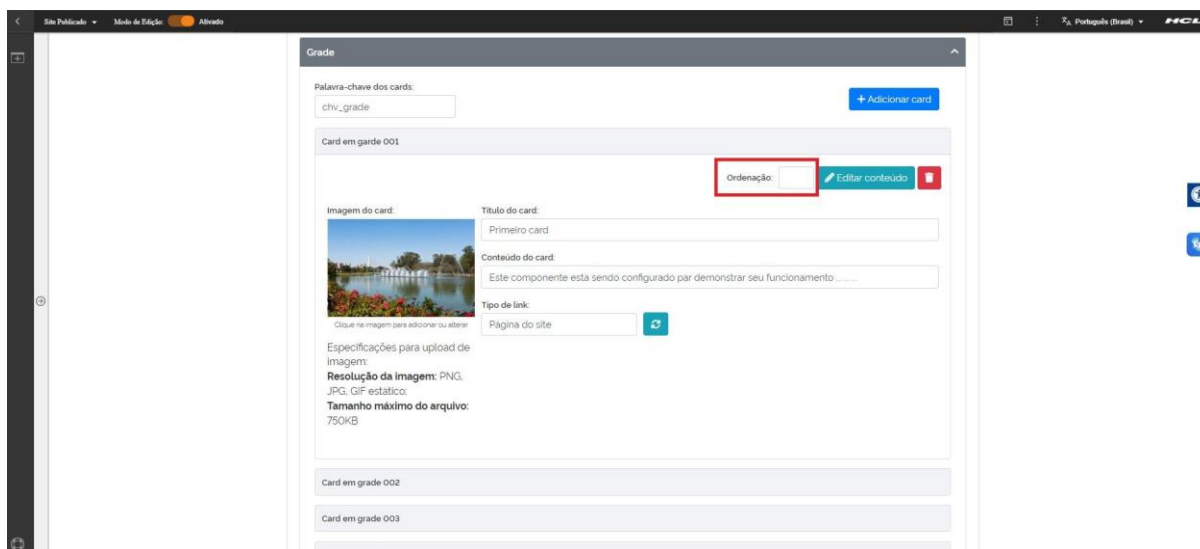 Site Publicado
Modo de Edição: Ativado
Português (Brasil)
HCL
Grade
Palavra-chave dos cards:
chv_grade
+ Adicionar card
Card em garde 001
Ordenação:
Editar conteúdo
Imagem do card:
Título do card:
Primeiro card
Conteúdo do card:
Este componente esta sendo configurado par demonstrar seu funcionamento ... ... ...
Clique na imagem para adicionar ou alterar
Tipo de link:
Página do site
Especificações para upload de
imagem:
Resolução da imagem: PNG,
JPG, GIF estático;
Tamanho máximo do arquivo:
750KB
Card em grade 002
Card em grade 003